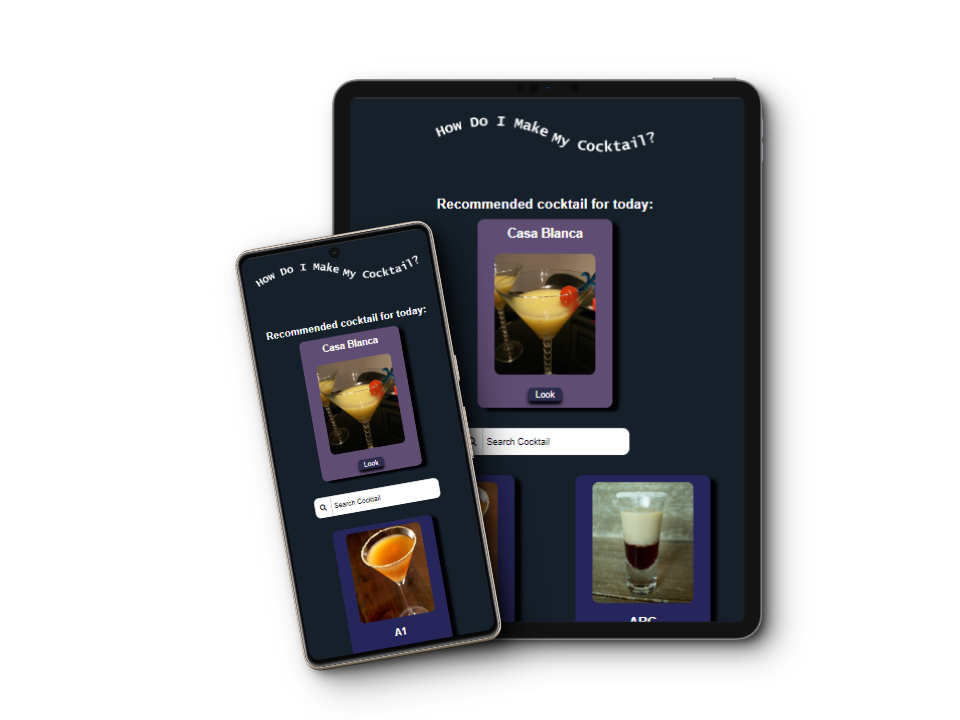 How Do I Make My Cocktail?
Recommended cocktail for today:
Casa Blanca
Look
Search Cocktail
ABC
How Do I Make My Cocktail?
Recommended cocktail for today:
Casa Blanca
Look
Search Cocktail
A1